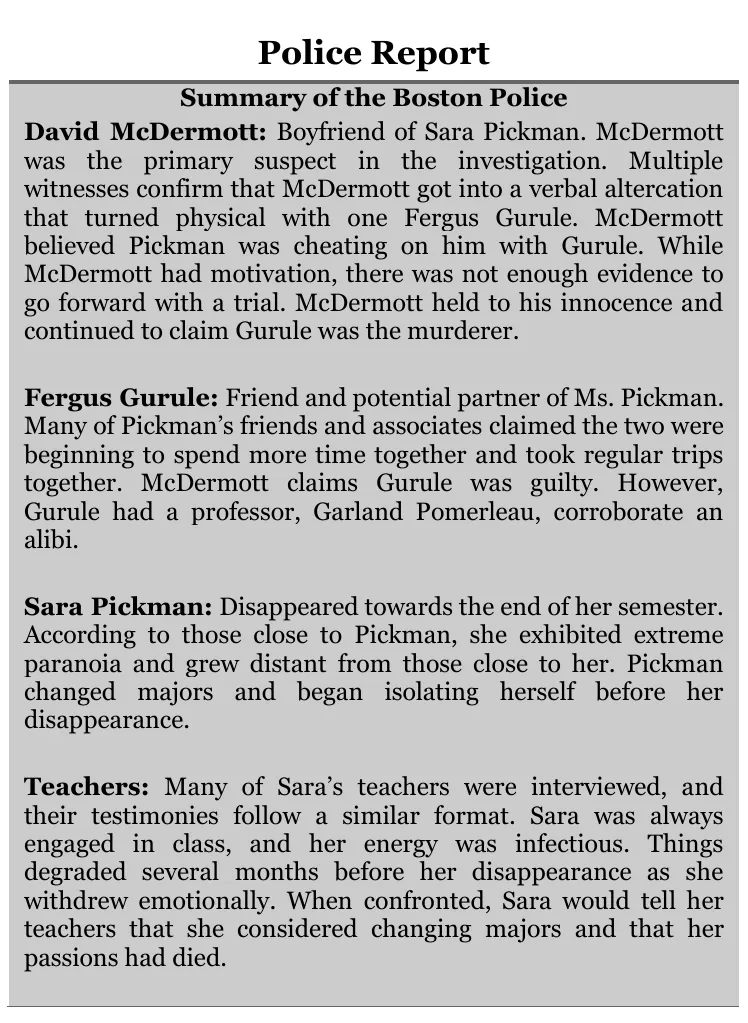 Police Report
Summary of the Boston Police
David McDermott: Boyfriend of Sara Pickman. McDermott
was the primary suspect in the investigation. Multiple
witnesses confirm that McDermott got into a verbal altercation
that turned physical with one Fergus Gurule. McDermott
believed Pickman was cheating on him with Gurule. While
McDermott had motivation, there was not enough evidence to
go forward with a trial. McDermott held to his innocence and
continued to claim Gurule was the murderer.
Fergus Gurule: Friend and potential partner of Ms. Pickman.
Many of Pickman’s friends and associates claimed the two were
beginning to spend more time together and took regular trips
together. McDermott claims Gurule was guilty. However,
Gurule had a professor, Garland Pomerleau, corroborate an
alibi.
Sara Pickman: Disappeared towards the end of her semester.
According to those close to Pickman, she exhibited extreme
paranoia and grew distant from those close to her. Pickman
changed majors and began isolating herself before her
disappearance.
Teachers: Many of Sara’s teachers were interviewed, and
their testimonies follow a similar format. Sara was always
engaged in class, and her energy was infectious. Things
degraded several months before her disappearance as she
withdrew emotionally. When confronted, Sara would tell her
teachers that she considered changing majors and that her
passions had died.